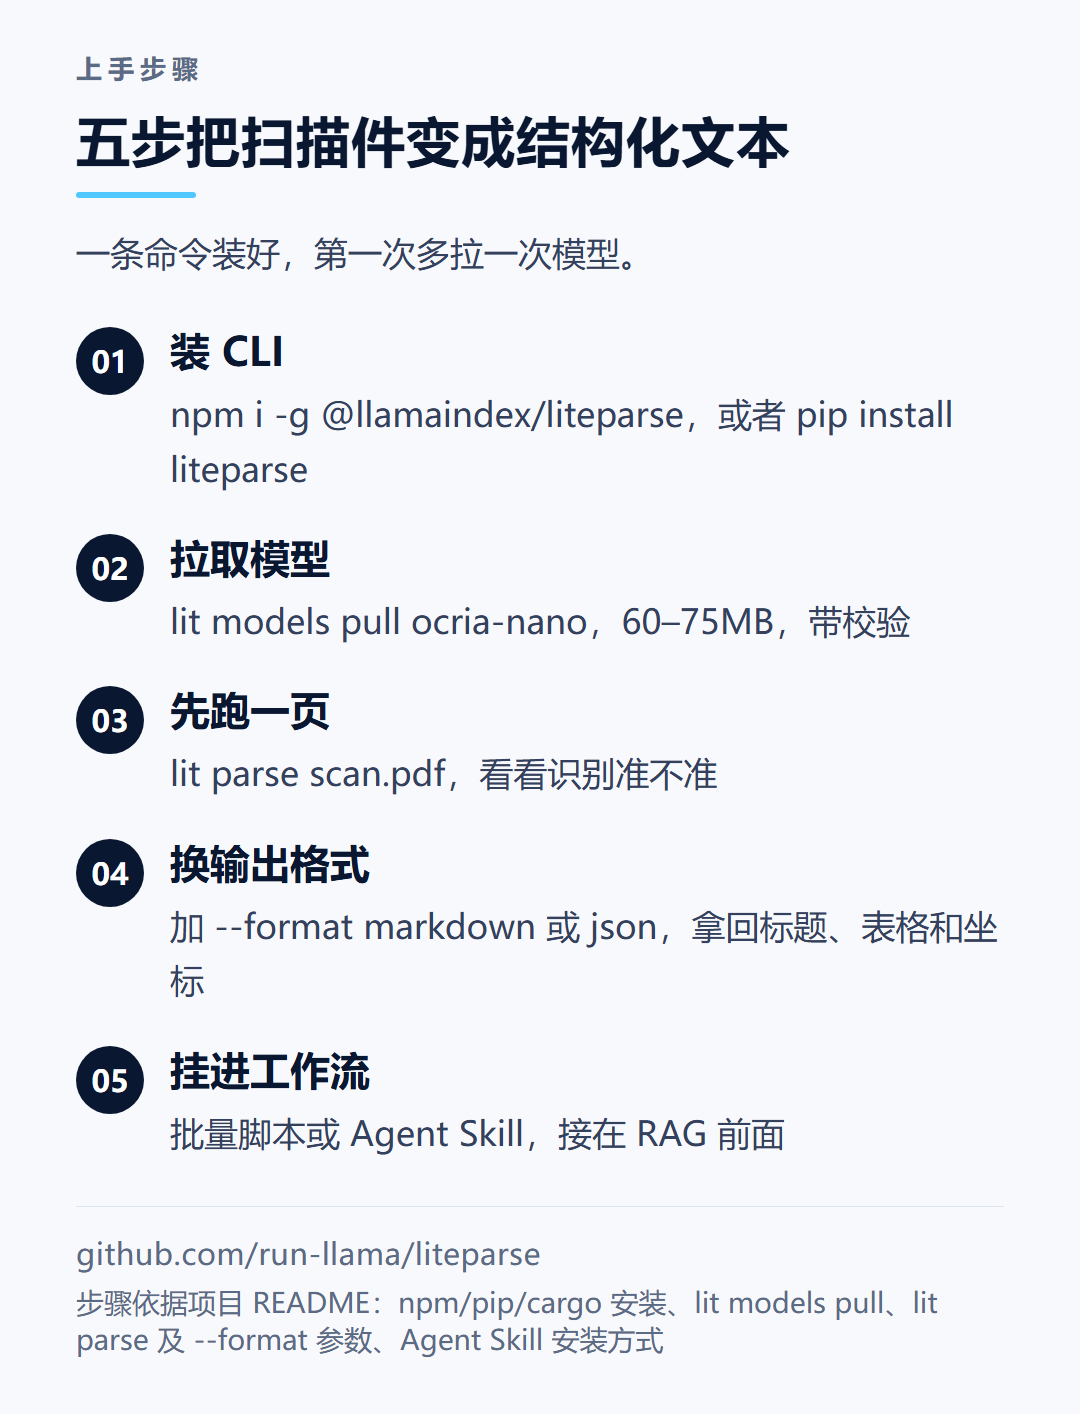 上手步骤
五步把扫描件变成结构化文本
一条命令装好，第一次多拉一次模型。
01
装 CLI
npm i -g @llamaindex/liteparse，或者 pip install
liteparse
02
拉取模型
lit models pull ocria-nano，60–75MB，带校验
03
先跑一页
lit parse scan.pdf，看看识别准不准
04
换输出格式
加 --format markdown 或 json，拿回标题、表格和坐
标
05
挂进工作流
批量脚本或 Agent Skill，接在 RAG 前面
github.com/run-llama/liteparse
步骤依据项目 README：npm/pip/cargo 安装、lit models pull、lit
parse 及 --format 参数、Agent Skill 安装方式